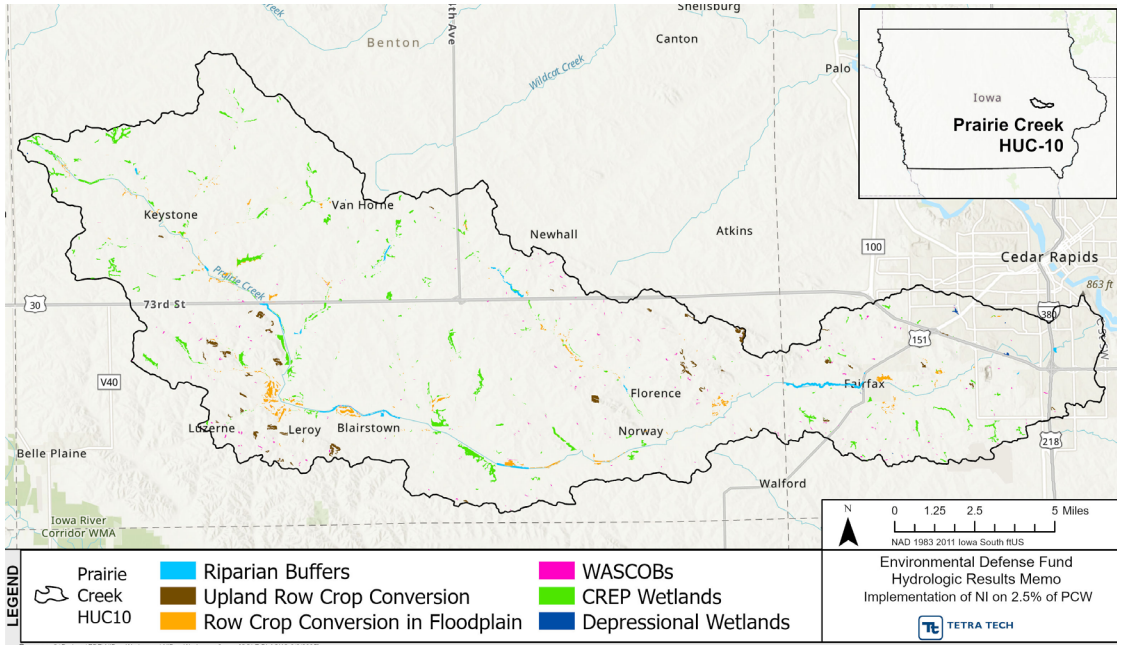 Shellsburg
Creek
Benton
Canton
Wildcat Creek
Palo
Iowa
Prairie Creek
HUC-10
Keystone
Van Horne
Newhall
Atkins
100
Cedar Rapids
Prairie Creek
863 ft
30
73rd St
380
151
V40
Fairfax
Florence
Luzerne
Leroy
Blairstown
Norway
218
Belle Plaine
Walford
Iowa River
Corridor WMA
N
0 1.25 2.5 5 Miles
NAD 1983 2011 Iowa South ftUS
LEGEND
Prairie
Creek
HUC10
Riparian Buffers
Upland Row Crop Conversion
Row Crop Conversion in Floodplain
WASCOBs
CREP Wetlands
Depressional Wetlands
Environmental Defense Fund
Hydrologic Results Memo
Implementation of NI on 2.5% of PCW
Tt TETRA TECH